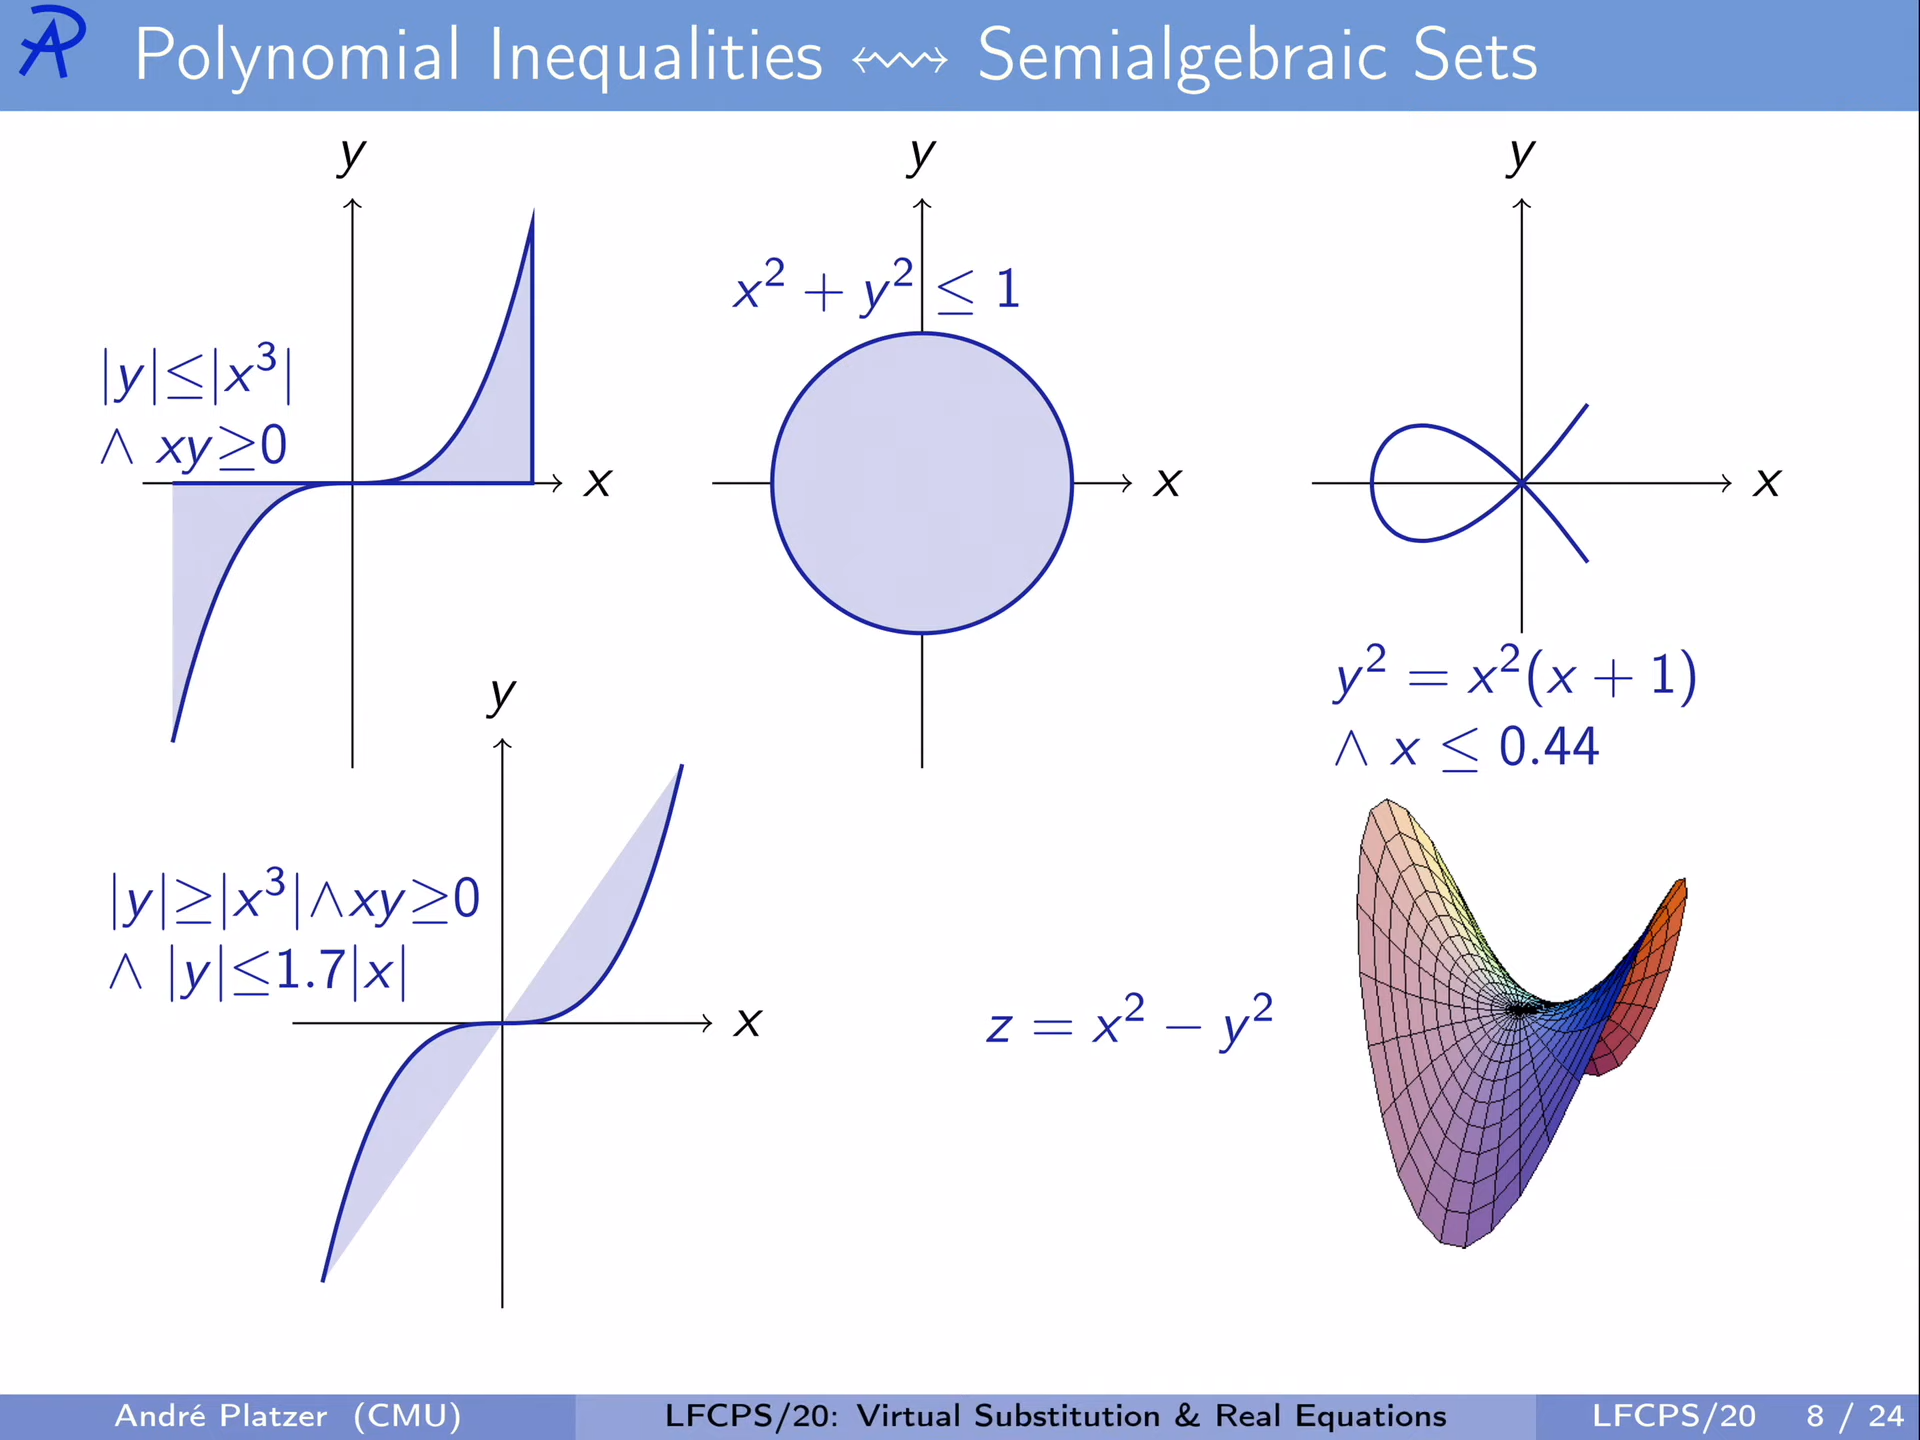 Polynomial Inequalities ⇜⇝ Semialgebraic Sets
y
|y|≤|x³|
∧ xy≥0
x
y
x² + y² ≤ 1
x
y
x
y² = x²(x + 1)
∧ x ≤ 0.44
y
|y|≥|x³|∧xy≥0
∧ |y|≤1.7|x|
x
z = x² − y²
André Platzer (CMU)
LFCPS/20: Virtual Substitution & Real Equations
LFCPS/20 8 / 24